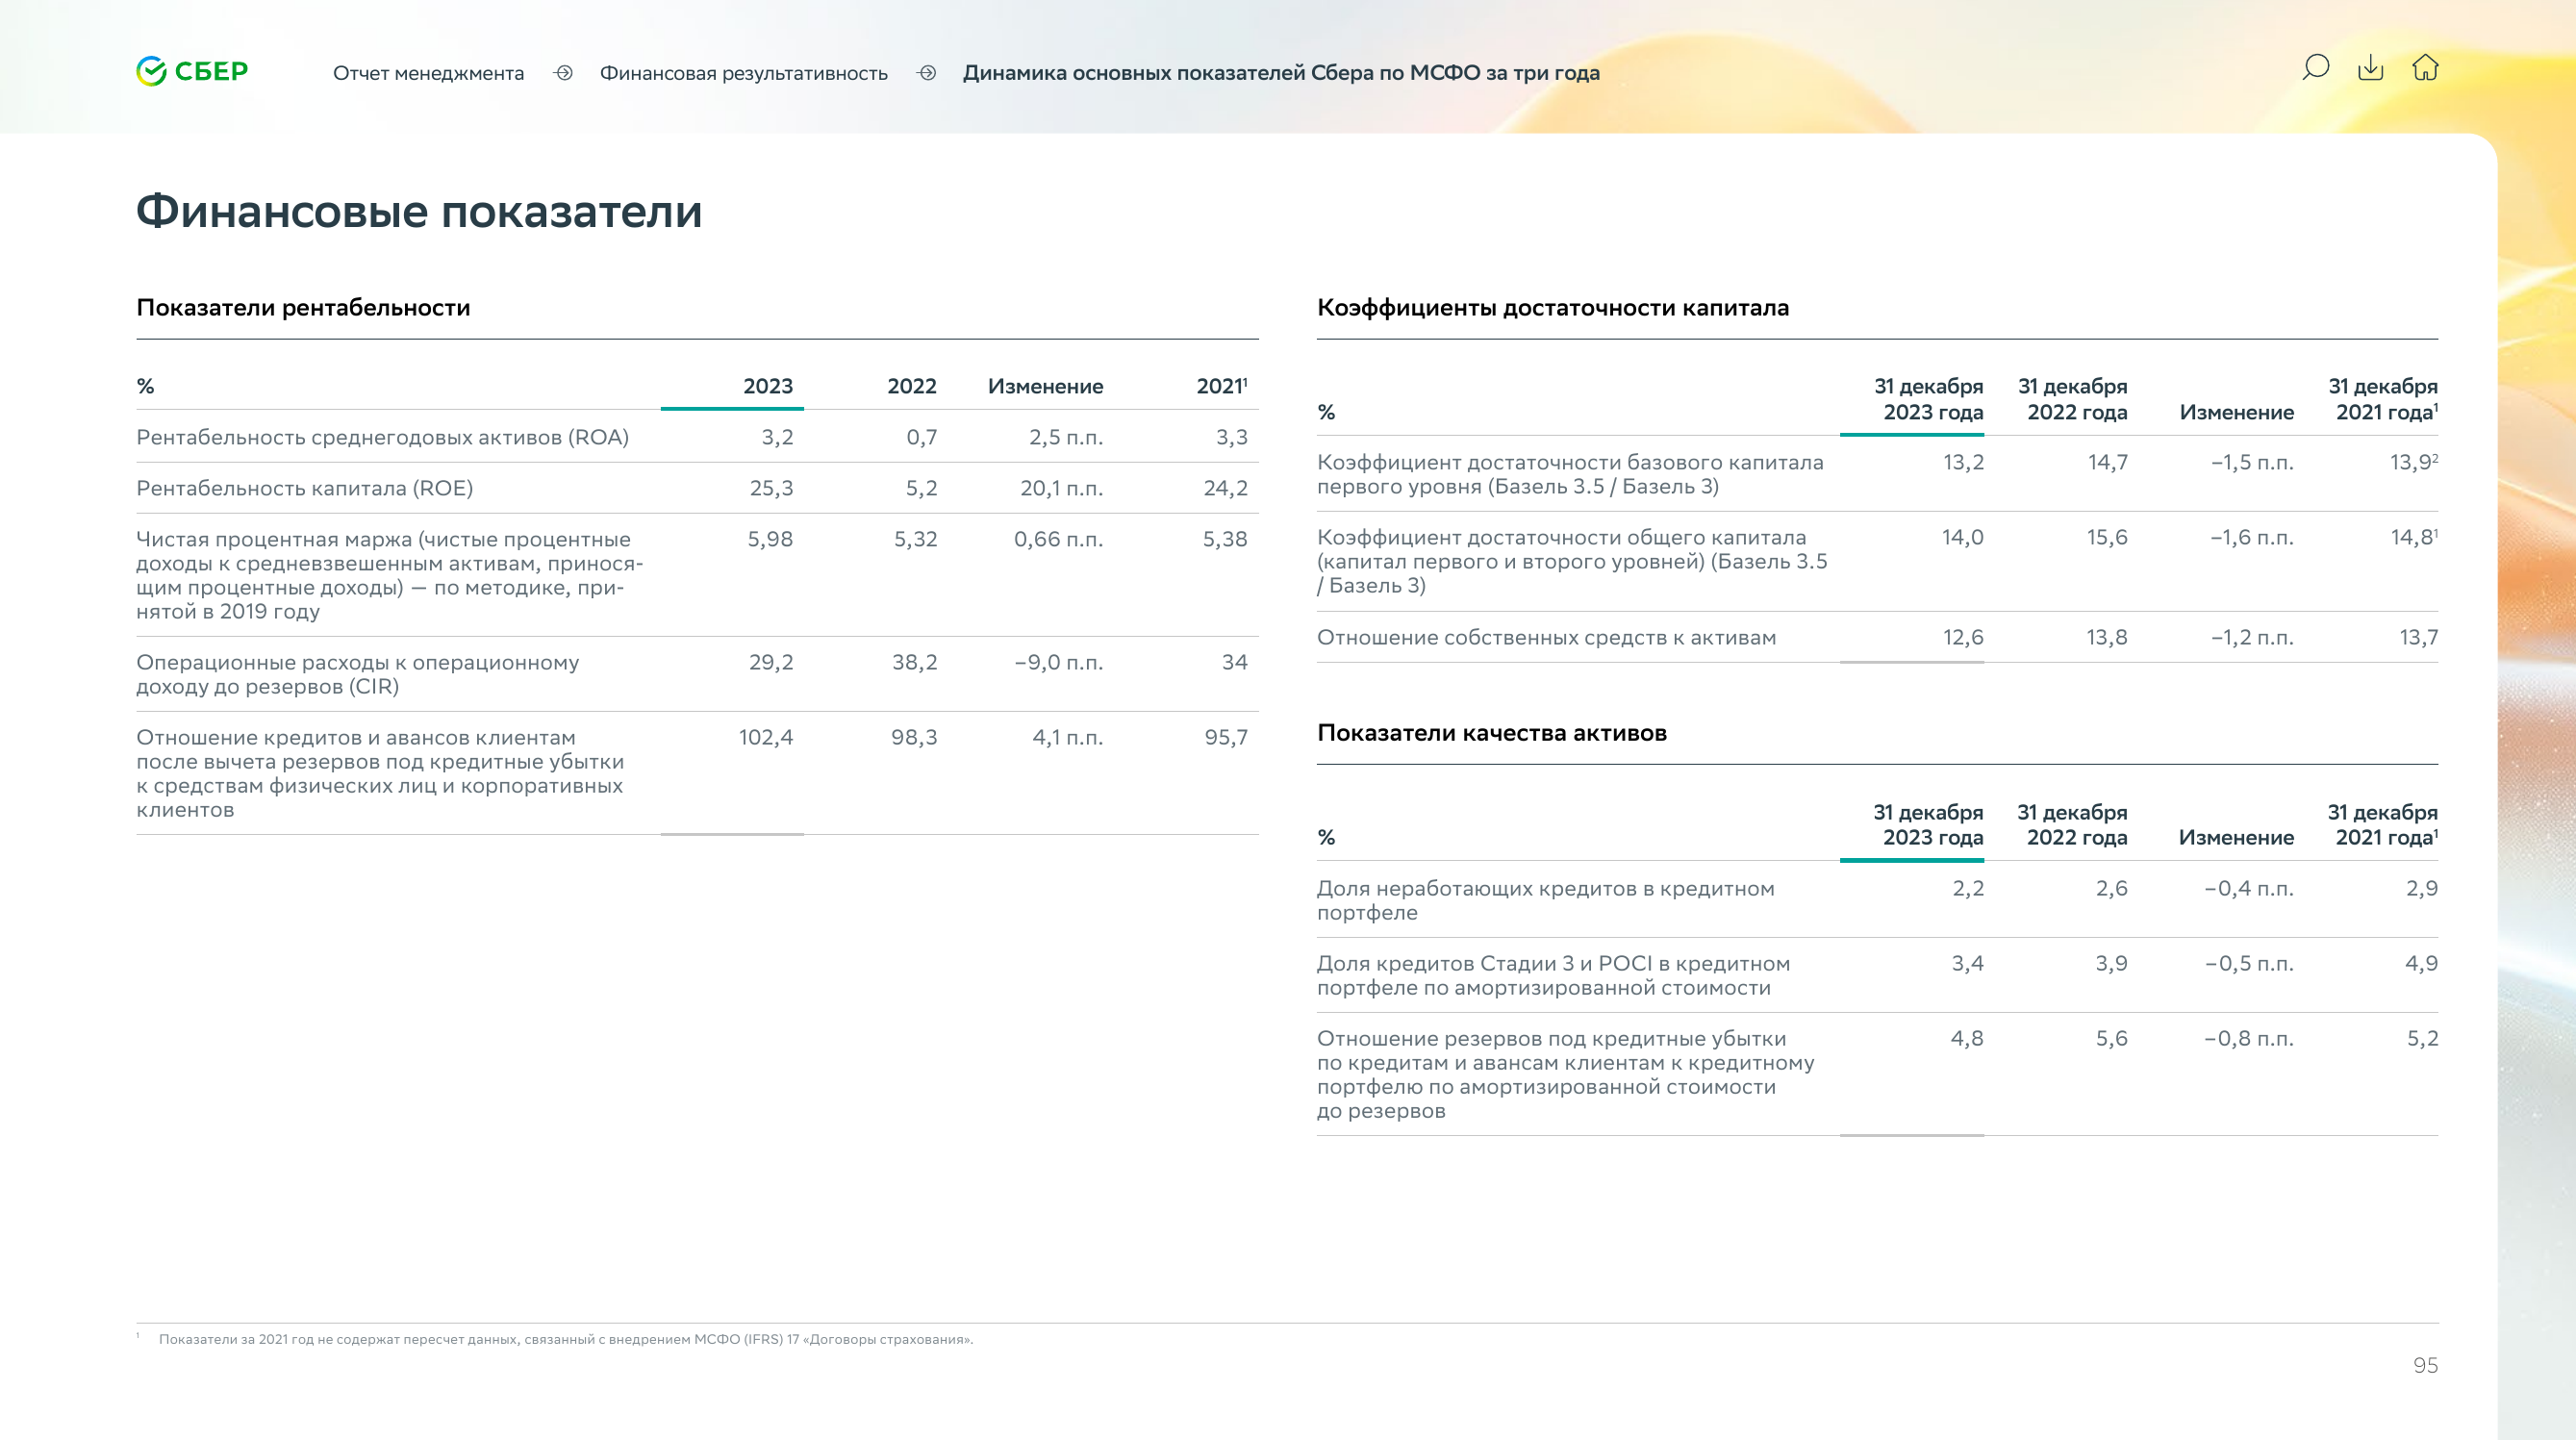 СБЕР
Отчет менеджмента
Финансовая результативность
Динамика основных показателей Сбера по МСФО за три года
Финансовые показатели
Показатели рентабельности
% 2023 2022 Изменение 2021¹
Рентабельность среднегодовых активов (ROA) 3,2 0,7 2,5 п.п. 3,3
Рентабельность капитала (ROE) 25,3 5,2 20,1 п.п. 24,2
Чистая процентная маржа (чистые процентные 5,98 5,32 0,66 п.п. 5,38
доходы к средневзвешенным активам, принося-
щим процентные доходы) — по методике, при-
нятой в 2019 году
Операционные расходы к операционному 29,2 38,2 –9,0 п.п. 34
доходу до резервов (CIR)
Отношение кредитов и авансов клиентам 102,4 98,3 4,1 п.п. 95,7
после вычета резервов под кредитные убытки
к средствам физических лиц и корпоративных
клиентов
Коэффициенты достаточности капитала
31 декабря 31 декабря 31 декабря
% 2023 года 2022 года Изменение 2021 года¹
Коэффициент достаточности базового капитала 13,2 14,7 –1,5 п.п. 13,9²
первого уровня (Базель 3.5 / Базель 3)
Коэффициент достаточности общего капитала 14,0 15,6 –1,6 п.п. 14,8¹
(капитал первого и второго уровней) (Базель 3.5
/ Базель 3)
Отношение собственных средств к активам 12,6 13,8 –1,2 п.п. 13,7
Показатели качества активов
31 декабря 31 декабря 31 декабря
% 2023 года 2022 года Изменение 2021 года¹
Доля неработающих кредитов в кредитном 2,2 2,6 –0,4 п.п. 2,9
портфеле
Доля кредитов Стадии 3 и POCI в кредитном 3,4 3,9 –0,5 п.п. 4,9
портфеле по амортизированной стоимости
Отношение резервов под кредитные убытки 4,8 5,6 –0,8 п.п. 5,2
по кредитам и авансам клиентам к кредитному
портфелю по амортизированной стоимости
до резервов
¹ Показатели за 2021 год не содержат пересчет данных, связанный с внедрением МСФО (IFRS) 17 «Договоры страхования».
95